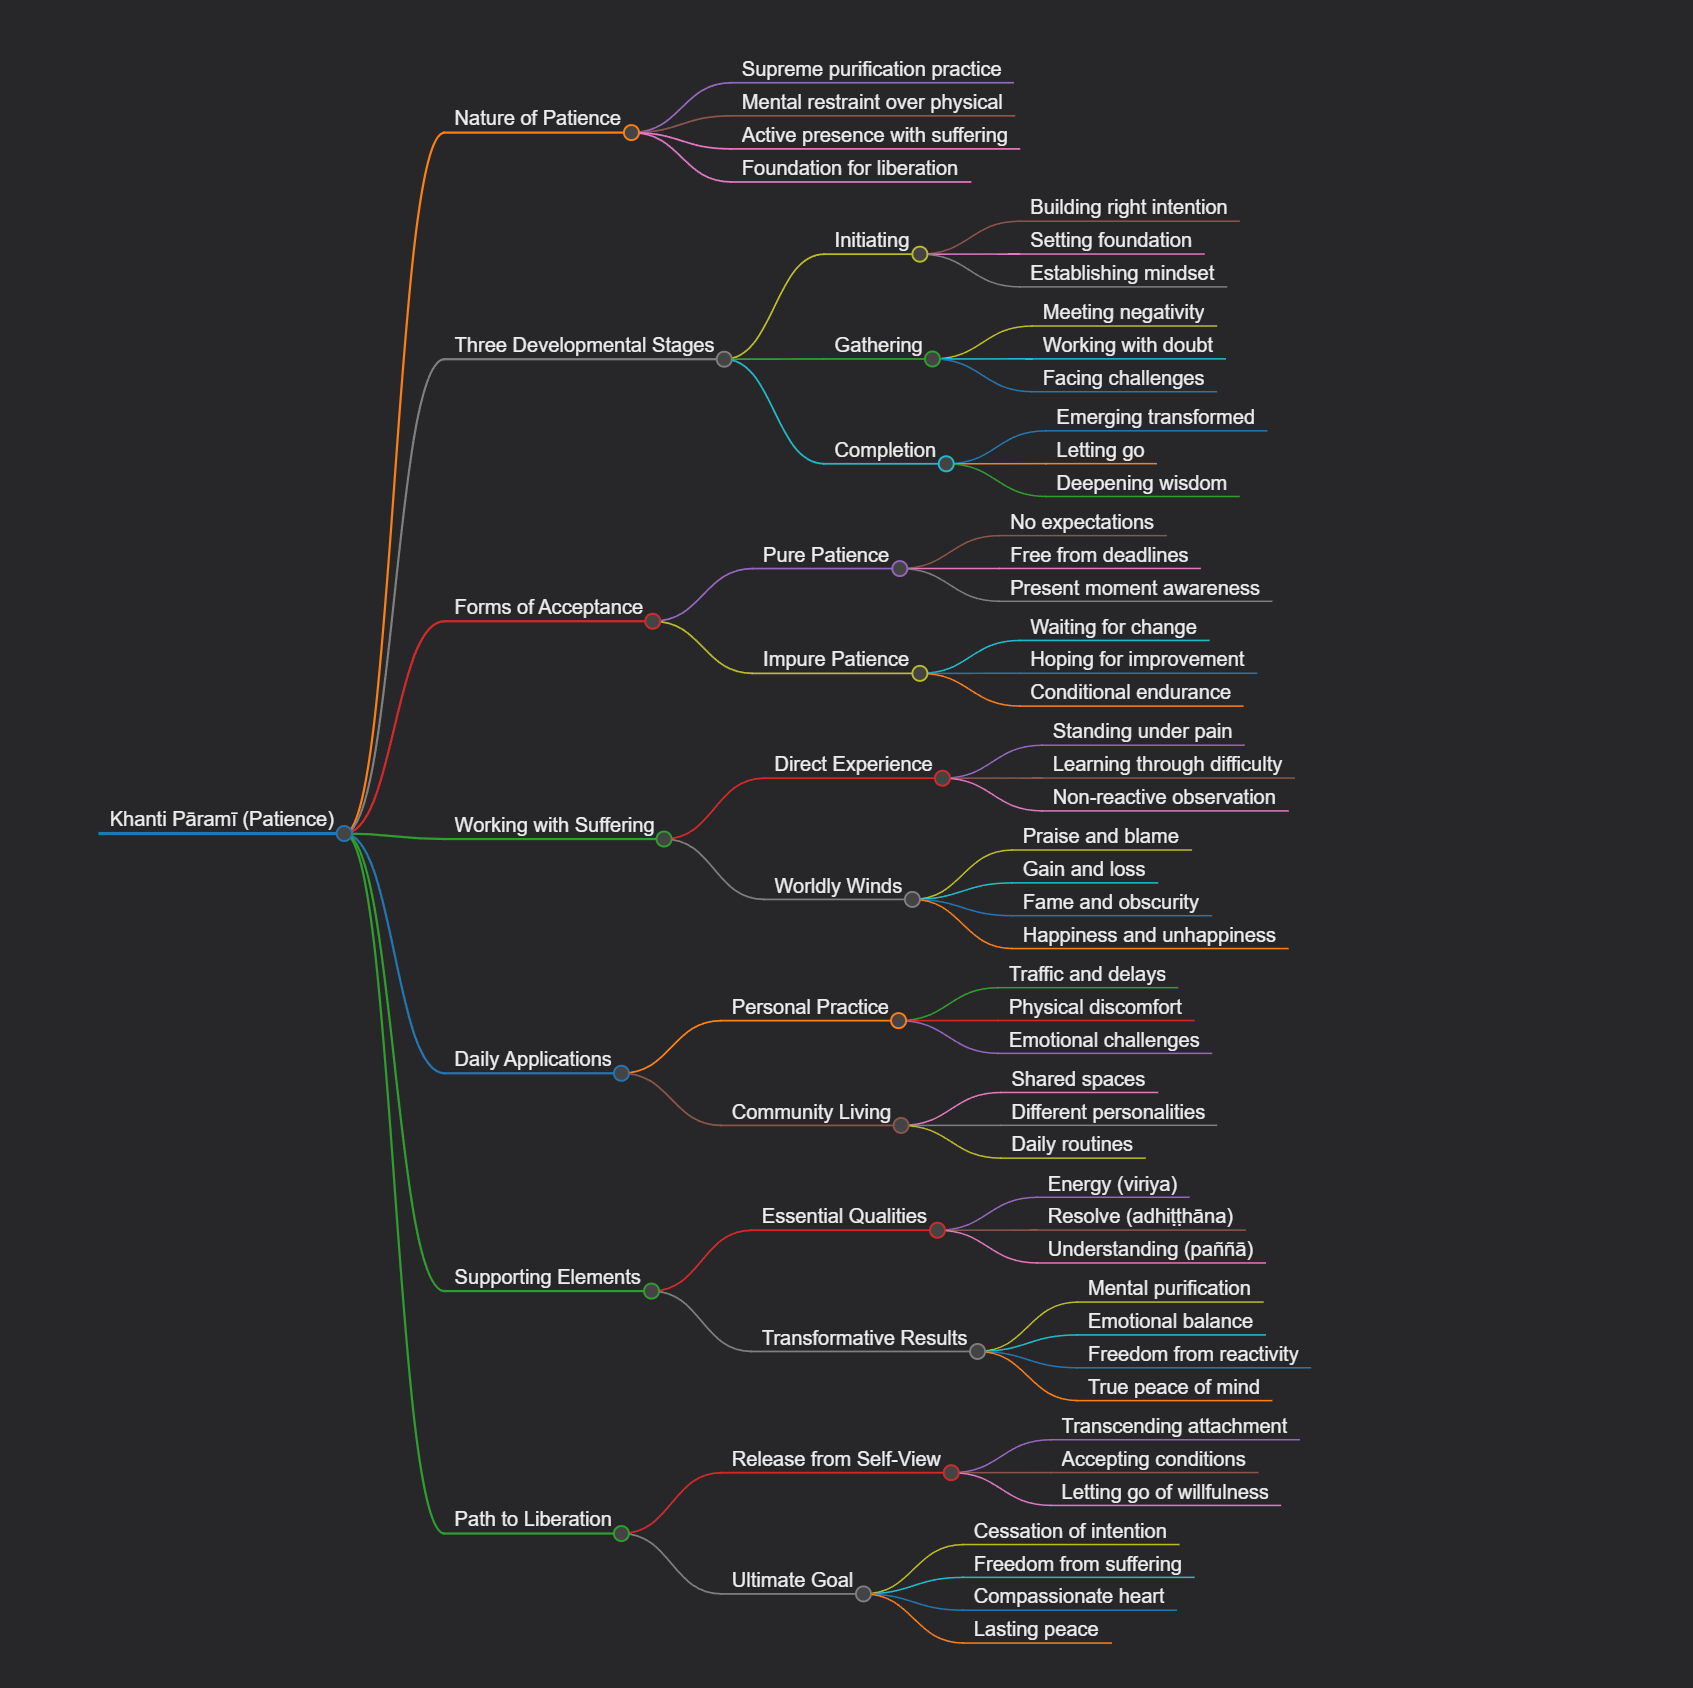 Khanti Pāramī (Patience)
Nature of Patience
Supreme purification practice
Mental restraint over physical
Active presence with suffering
Foundation for liberation
Three Developmental Stages
Initiating
Building right intention
Setting foundation
Establishing mindset
Gathering
Meeting negativity
Working with doubt
Facing challenges
Completion
Emerging transformed
Letting go
Deepening wisdom
Forms of Acceptance
Pure Patience
No expectations
Free from deadlines
Present moment awareness
Impure Patience
Waiting for change
Hoping for improvement
Conditional endurance
Working with Suffering
Direct Experience
Standing under pain
Learning through difficulty
Non-reactive observation
Worldly Winds
Praise and blame
Gain and loss
Fame and obscurity
Happiness and unhappiness
Daily Applications
Personal Practice
Traffic and delays
Physical discomfort
Emotional challenges
Community Living
Shared spaces
Different personalities
Daily routines
Supporting Elements
Essential Qualities
Energy (viriya)
Resolve (adhiṭṭhāna)
Understanding (paññā)
Transformative Results
Mental purification
Emotional balance
Freedom from reactivity
True peace of mind
Path to Liberation
Release from Self-View
Transcending attachment
Accepting conditions
Letting go of willfulness
Ultimate Goal
Cessation of intention
Freedom from suffering
Compassionate heart
Lasting peace